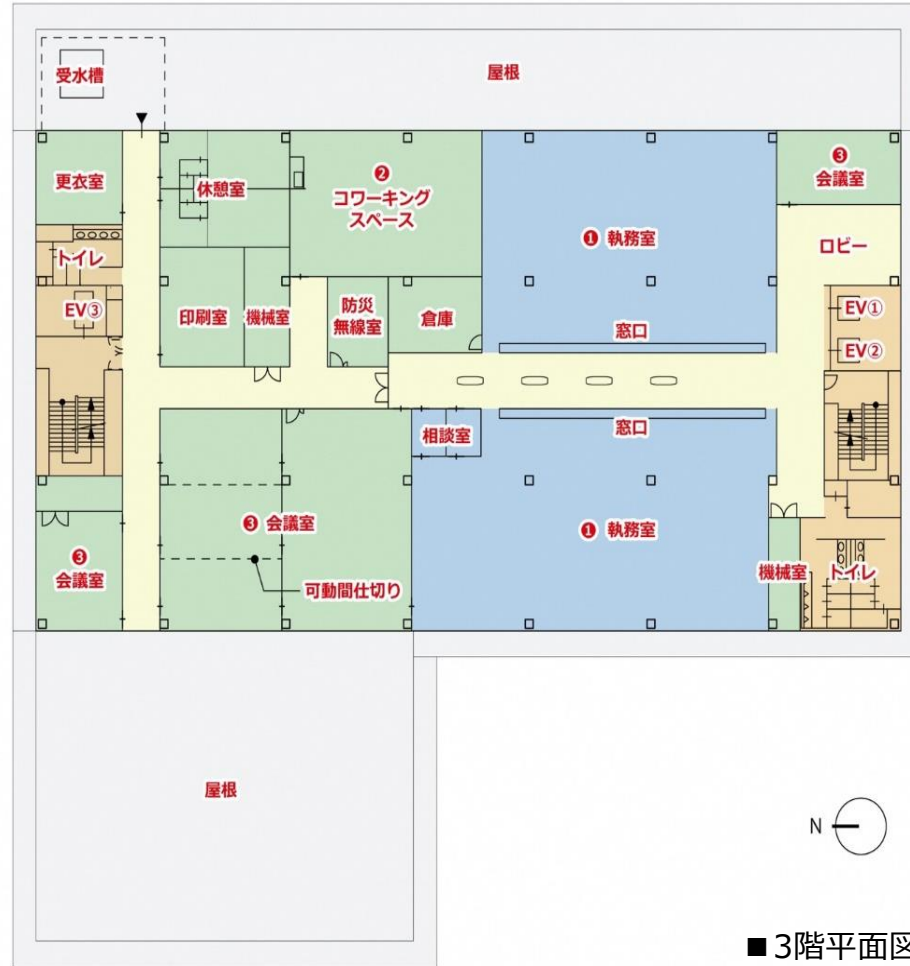 受水槽
屋根
更衣室
休憩室
❷
コワーキング
スペース
❶ 執務室
❸
会議室
ロビー
トイレ
EV③
印刷室
機械室
防災
無線室
倉庫
窓口
EV①
EV②
相談室
窓口
❸ 会議室
❶ 執務室
❸
会議室
可動間仕切り
機械室
トイレ
屋根
N
■3階平面図